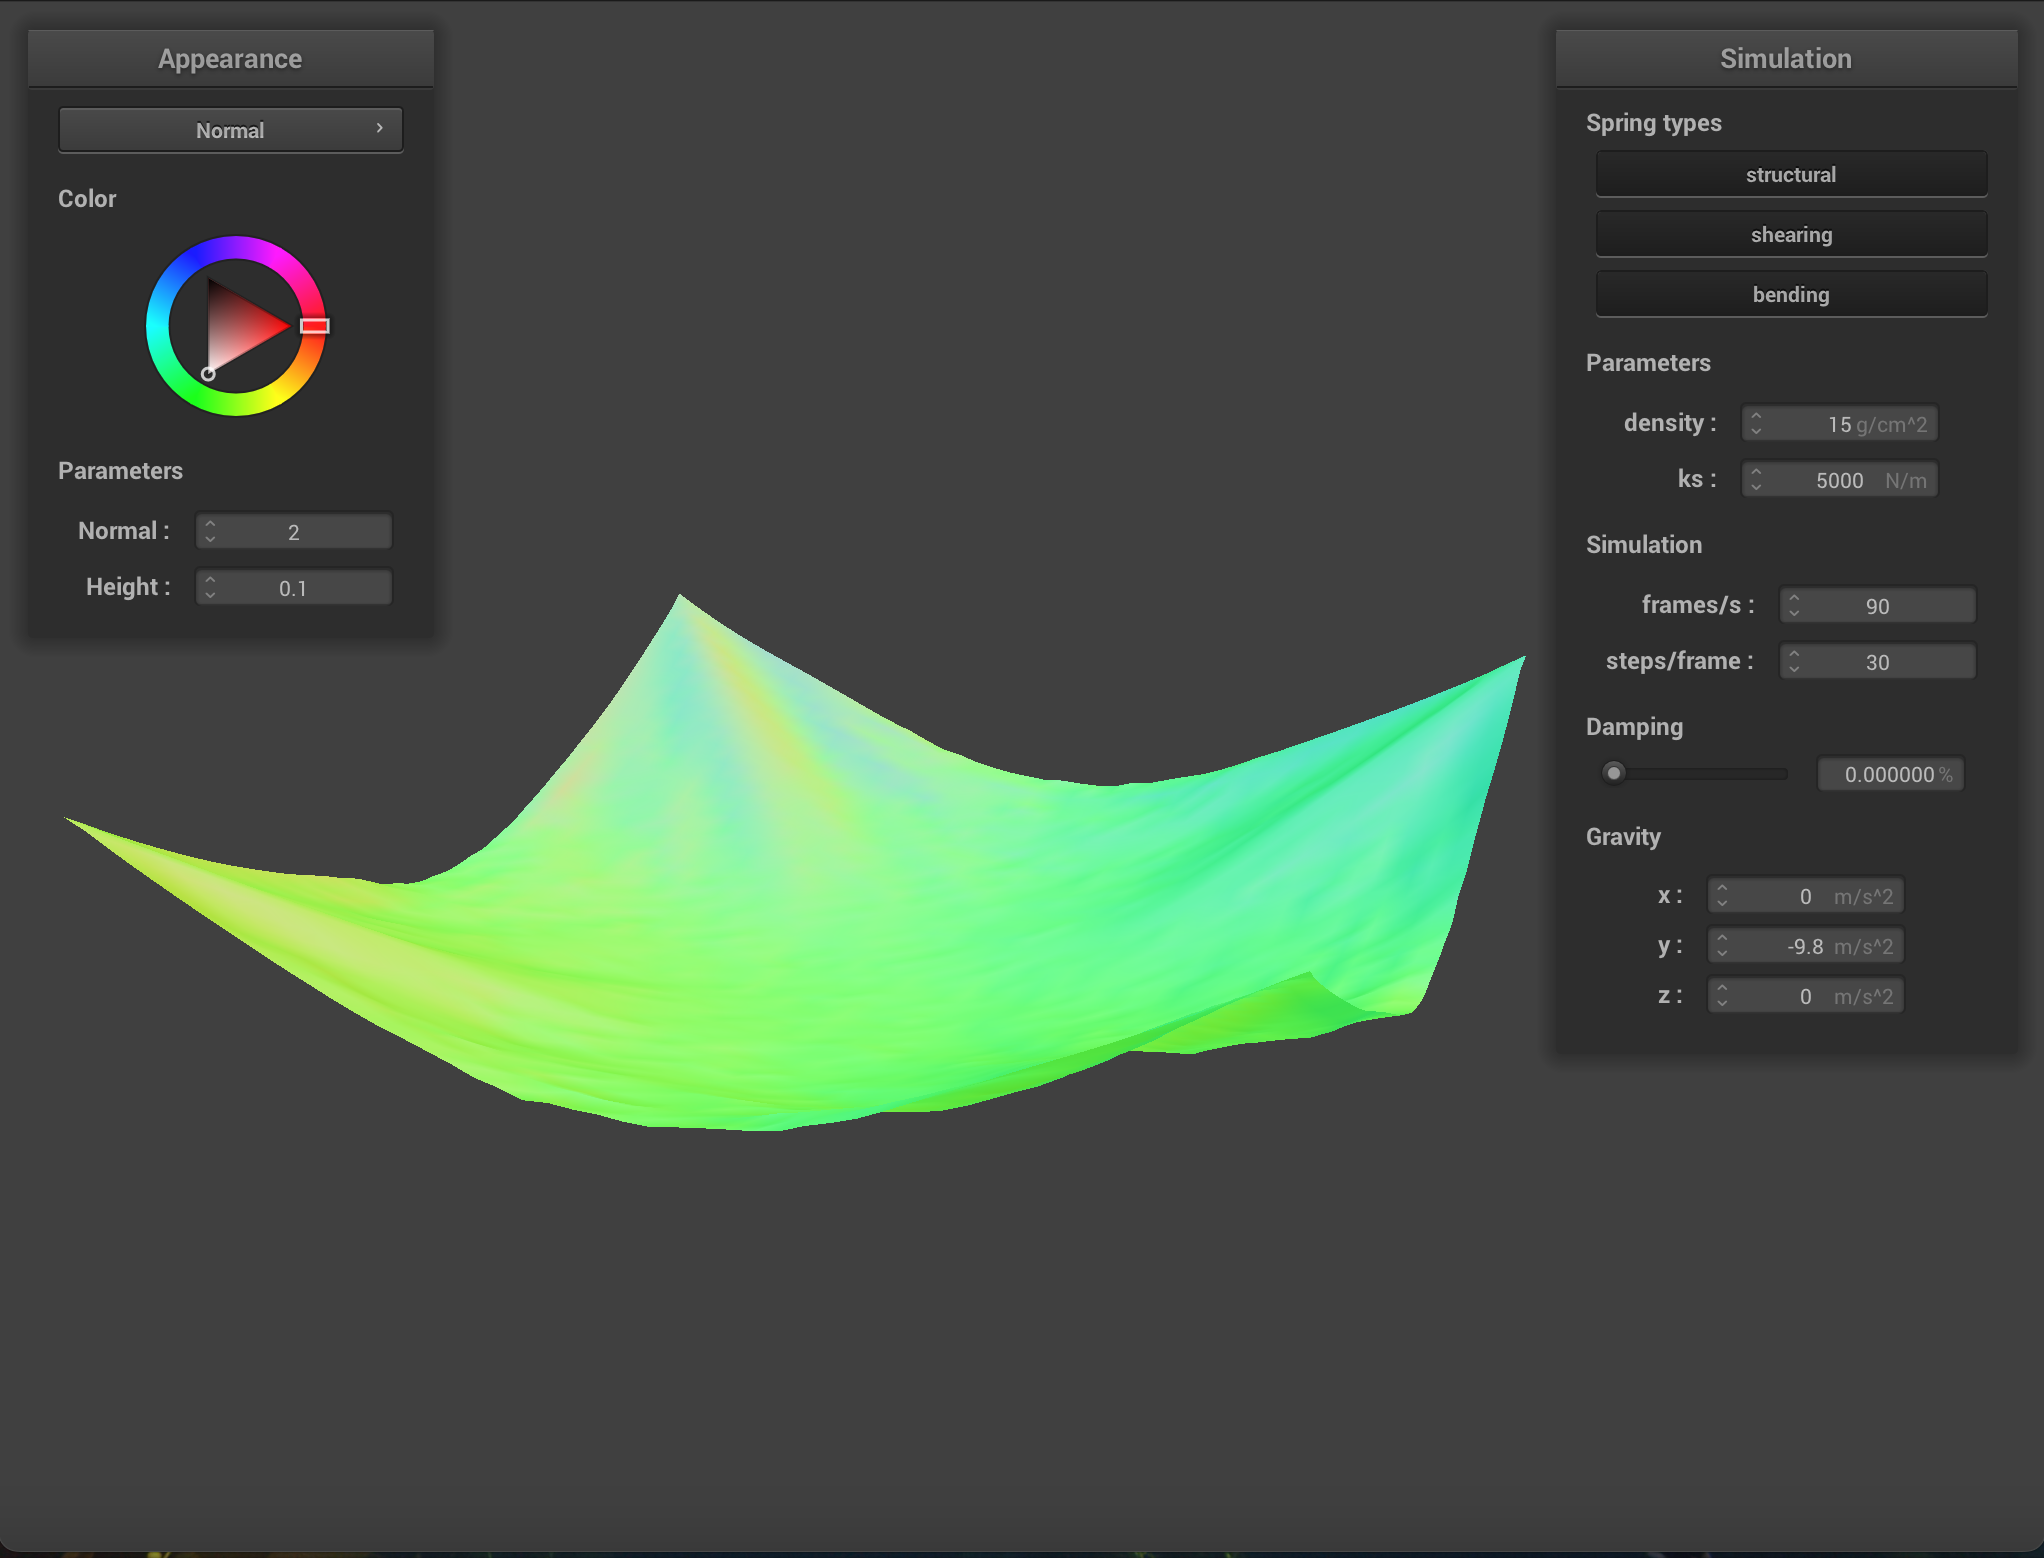 Appearance
Normal
Color
Parameters
Normal : 2
Height : 0.1
Simulation
Spring types
structural
shearing
bending
Parameters
density : 15 g/cm^2
ks : 5000 N/m
Simulation
frames/s : 90
steps/frame : 30
Damping
0.000000 %
Gravity
x : 0 m/s^2
y : -9.8 m/s^2
z : 0 m/s^2